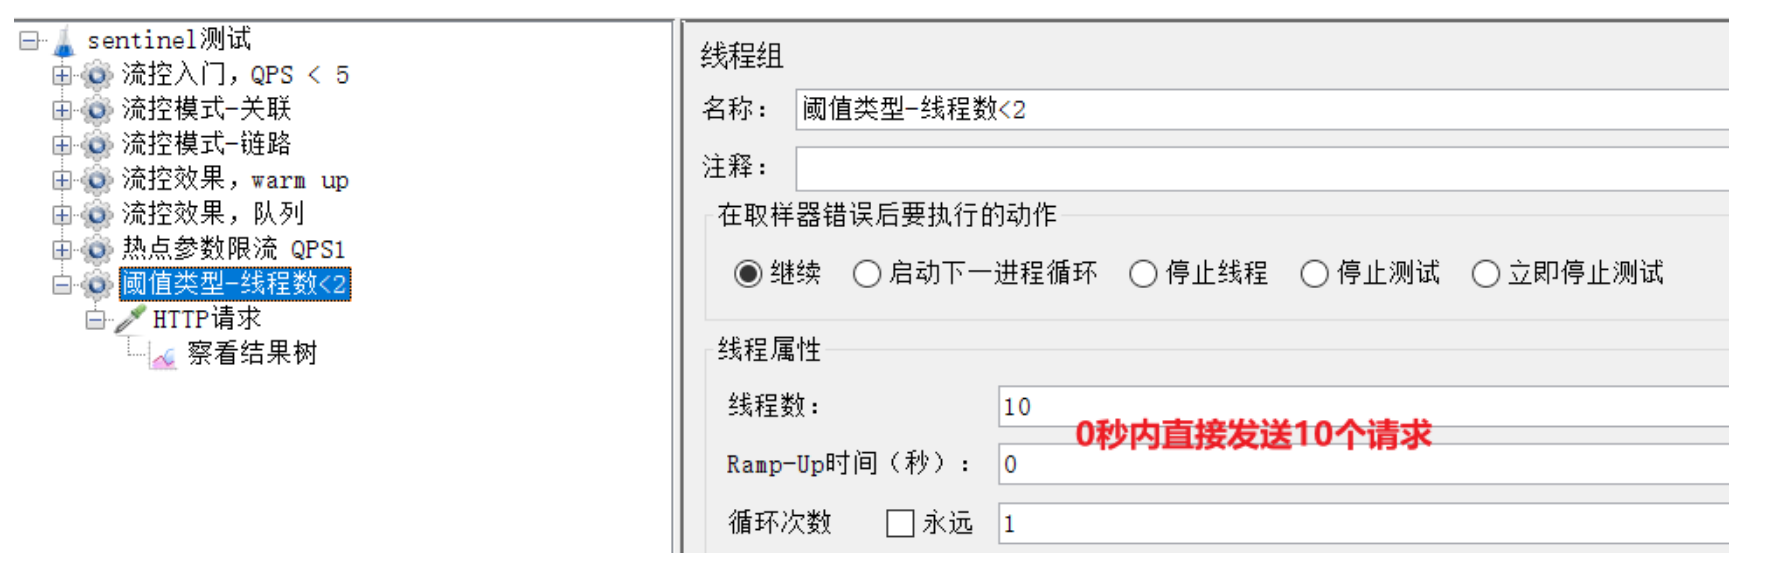 sentinel测试
流控入门，QPS < 5
流控模式-关联
流控模式-链路
流控效果，warm up
流控效果，队列
热点参数限流 QPS1
阈值类型-线程数<2
HTTP请求
察看结果树
线程组
名称：
阈值类型-线程数<2
注释：
在取样器错误后要执行的动作
继续 启动下一进程循环 停止线程 停止测试 立即停止测试
线程属性
线程数： 10
0秒内直接发送10个请求
Ramp-Up时间（秒）： 0
循环次数 永远 1